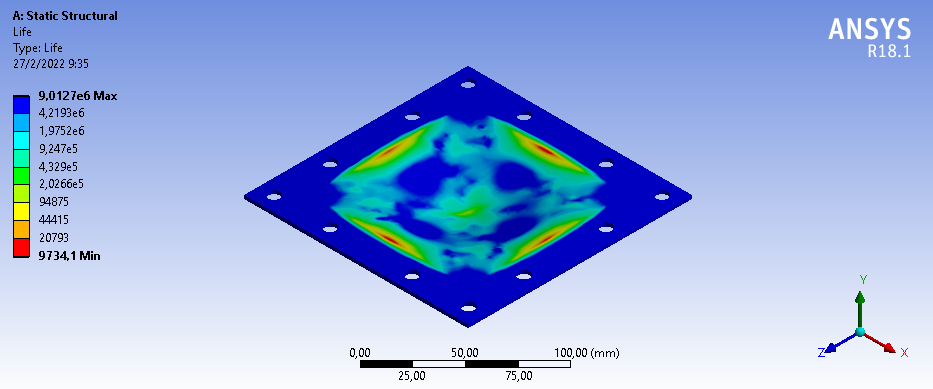 A: Static Structural
Life
Type: Life
27/2/2022 9:35
9,0127e6 Max
4,2193e6
1,9752e6
9,247e5
4,329e5
2,0266e5
94875
44415
20793
9734,1 Min
ANSYS
R18.1
0,00 50,00 100,00 (mm)
25,00 75,00
Y
Z X